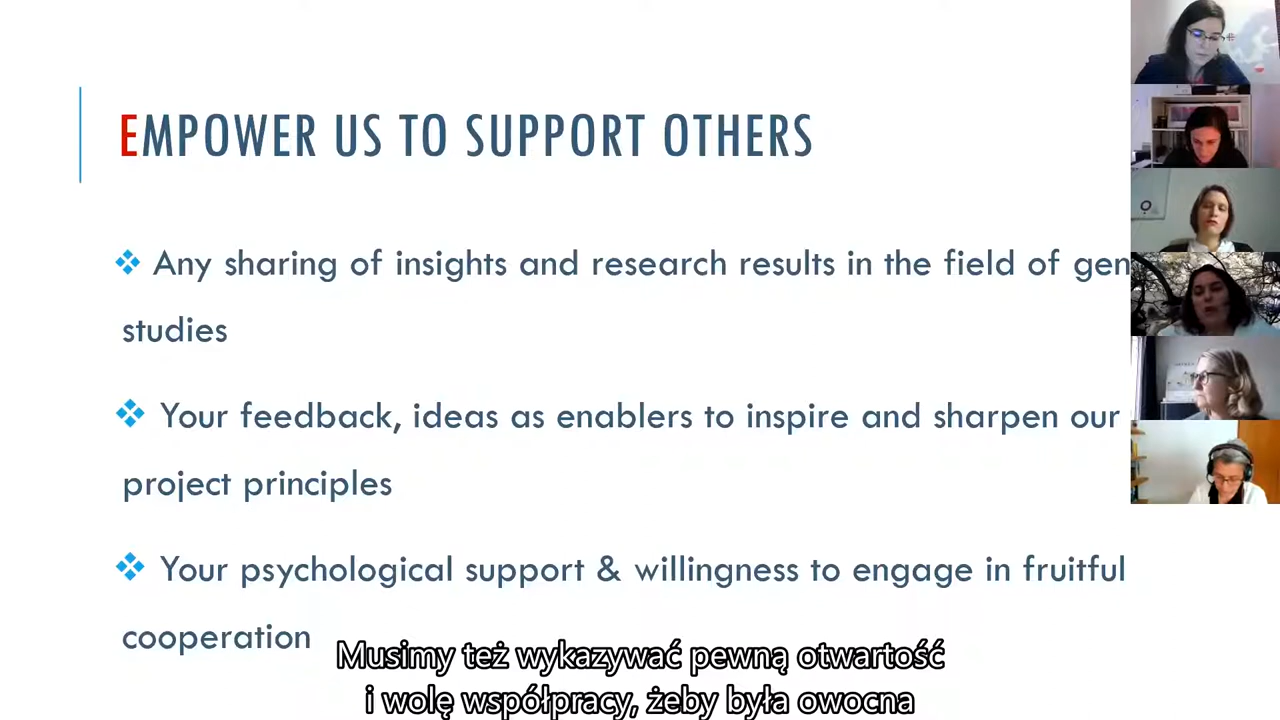 EMPOWER US TO SUPPORT OTHERS
Any sharing of insights and research results in the field of
studies
Your feedback, ideas as enablers to inspire and sharpen our
project principles
Your psychological support & willingness to engage in fruitful
cooperation
Musimy też wykazywać pewną otwartość
i wolę współpracy, żeby była owocna